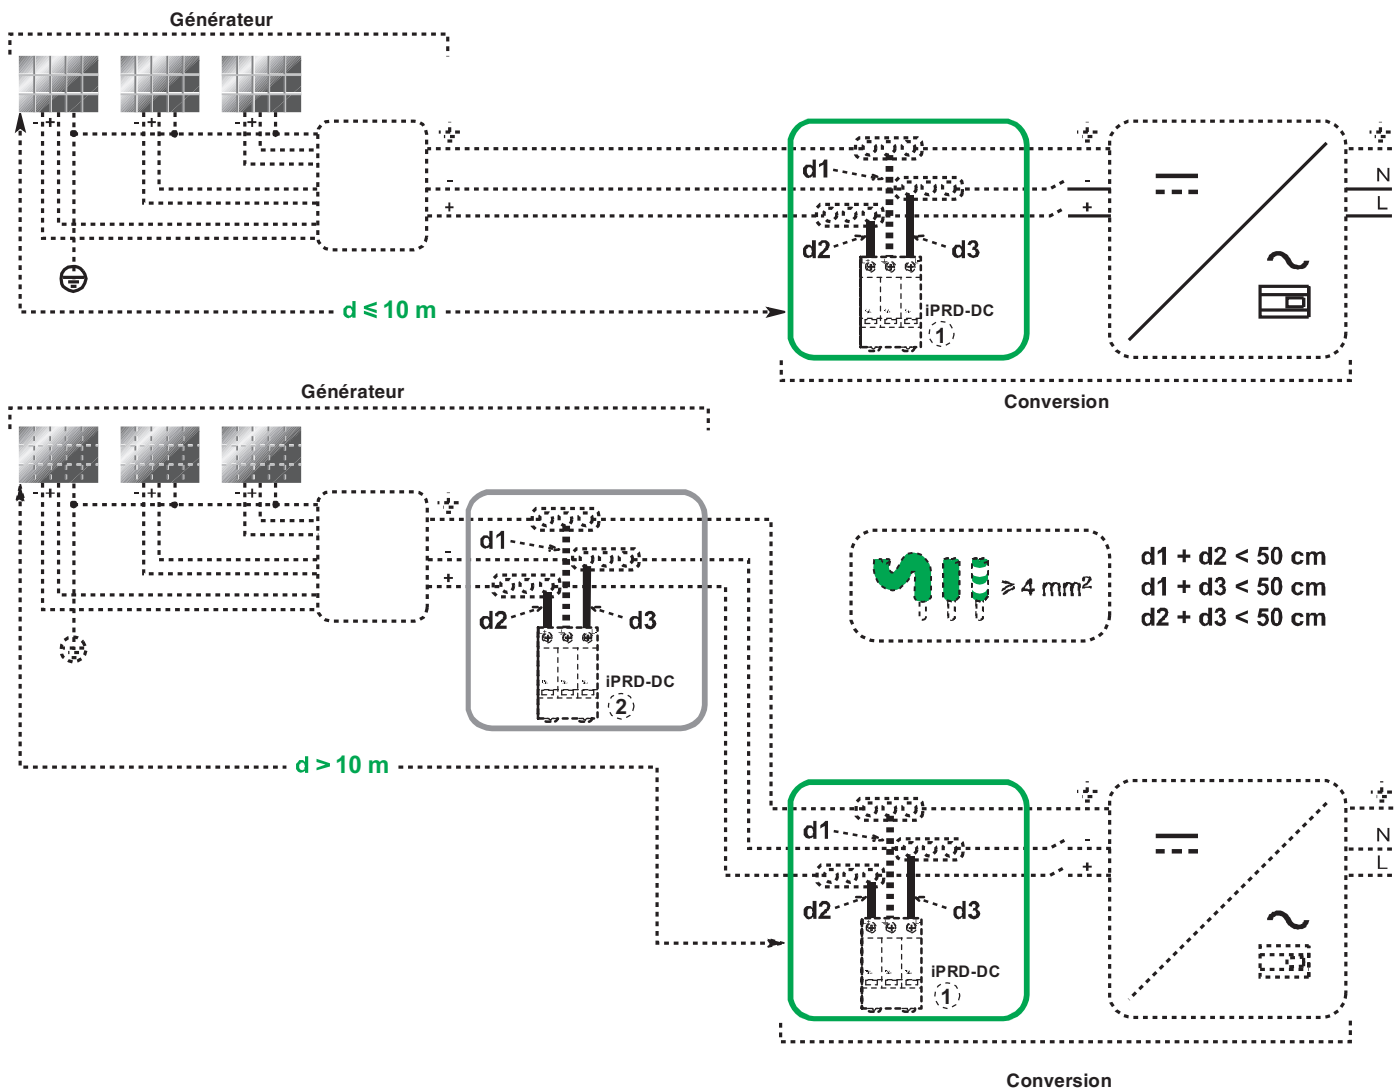 Générateur
- + - + - +
-
+
d1
d2 d3
iPRD-DC
1
-
+
N
L
d ≤ 10 m
Conversion
Générateur
- + - + - +
-
+
d1
d2 d3
iPRD-DC
2
≥ 4 mm²
d1 + d2 < 50 cm
d1 + d3 < 50 cm
d2 + d3 < 50 cm
d > 10 m
d1
d2 d3
iPRD-DC
1
-
+
N
L
Conversion